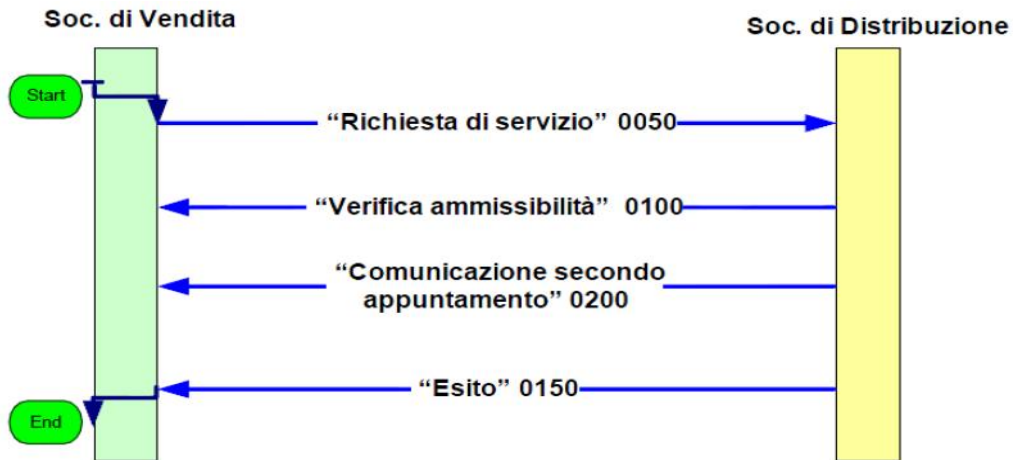 Soc. di Vendita
Soc. di Distribuzione
Start
“Richiesta di servizio” 0050
“Verifica ammissibilità” 0100
“Comunicazione secondo
appuntamento” 0200
“Esito” 0150
End